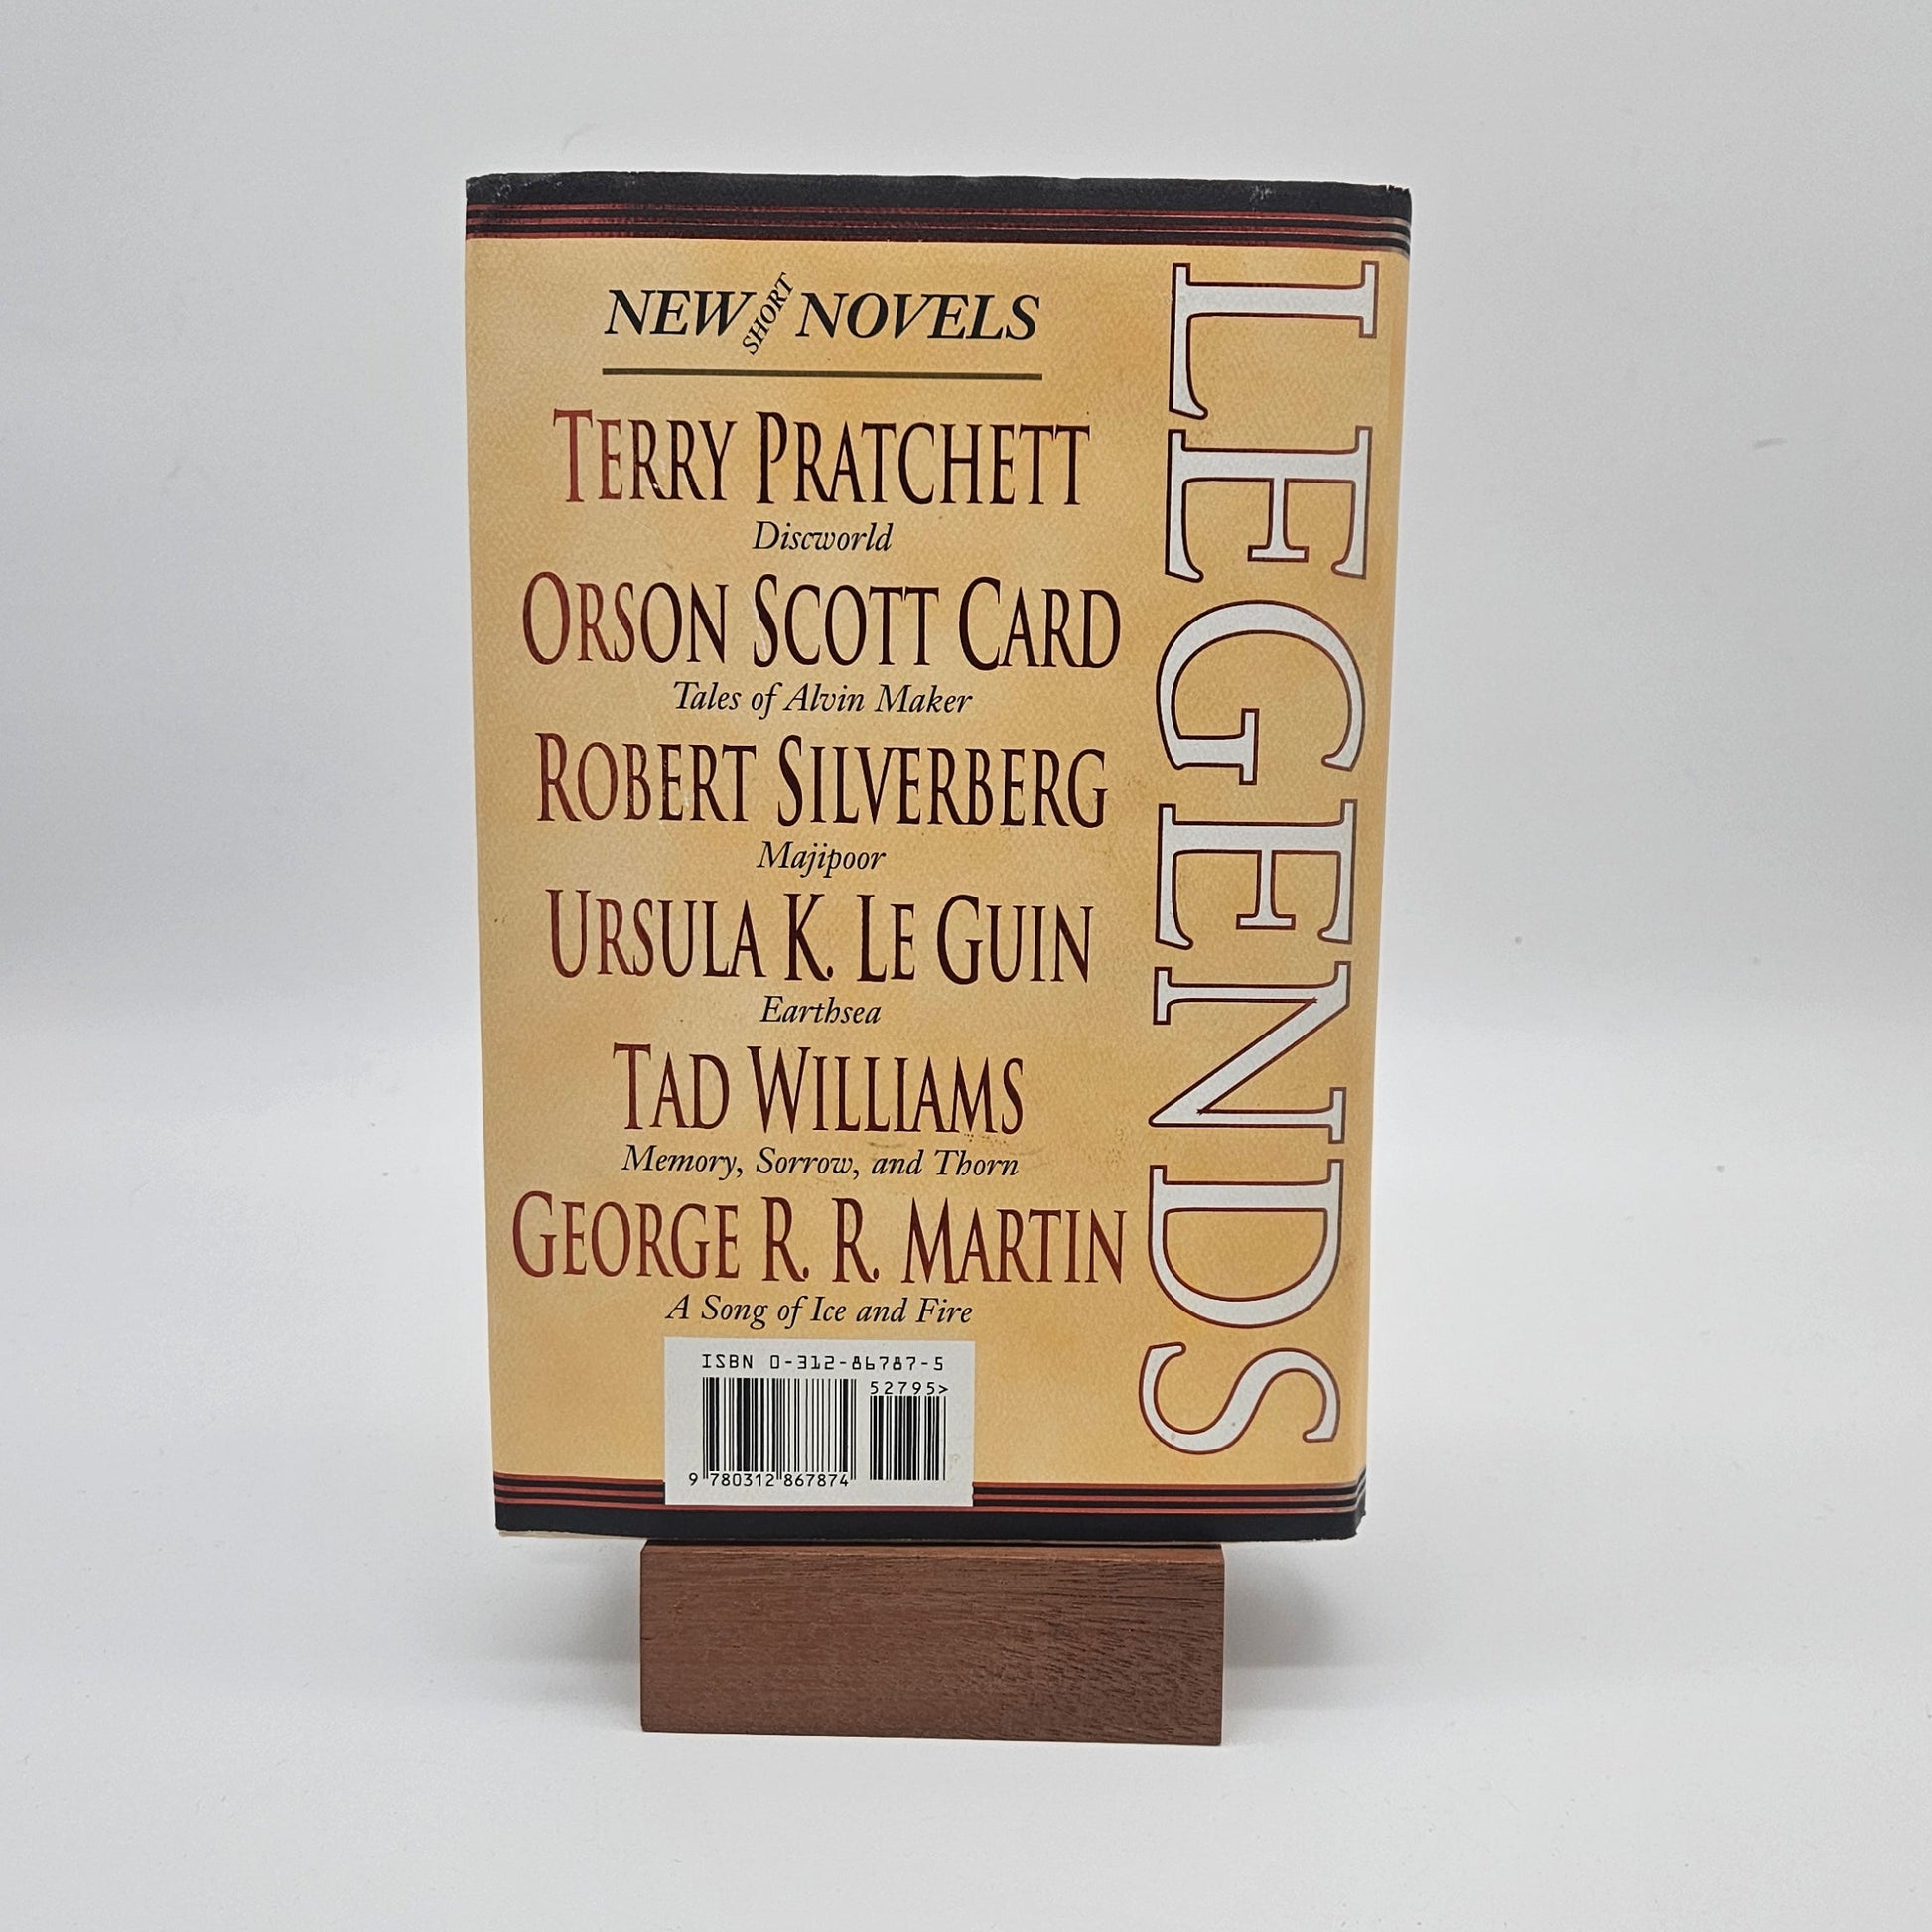 NEW SHORT NOVELS
TERRY PRATCHETT
Discworld
ORSON SCOTT CARD
Tales of Alvin Maker
ROBERT SILVERBERG
Majipoor
URSULA K. LE GUIN
Earthsea
TAD WILLIAMS
Memory, Sorrow, and Thorn
GEORGE R. R. MARTIN
A Song of Ice and Fire
ISBN 0-312-86787-5
52795>
9 780312 867874
LEGENDS